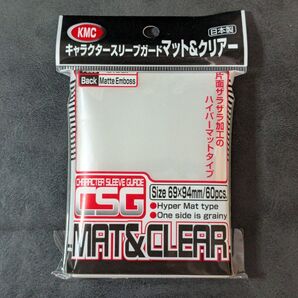 KMC
日本製
キャラクタースリーブガードマット&クリアー
Back Matte Emboss
片面ザラザラ加工の
ハイパーマットタイプ
Size 69×94mm/60pcs.
CHARACTER SLEEVE GUARD
CSG
•Hyper Mat type
•One side is grainy
-MAT&CLEAR-